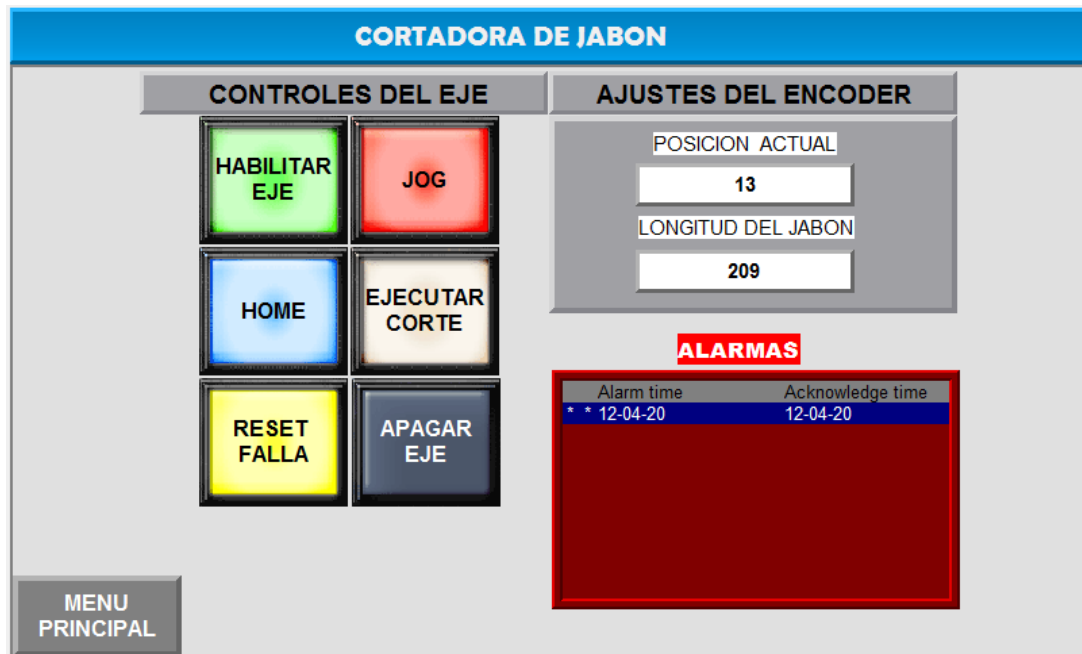 CORTADORA DE JABON
CONTROLES DEL EJE
HABILITAR
EJE
JOG
HOME
EJECUTAR
CORTE
RESET
FALLA
APAGAR
EJE
AJUSTES DEL ENCODER
POSICION ACTUAL
13
LONGITUD DEL JABON
209
ALARMAS
Alarm time Acknowledge time
* * 12-04-20 12-04-20
MENU
PRINCIPAL